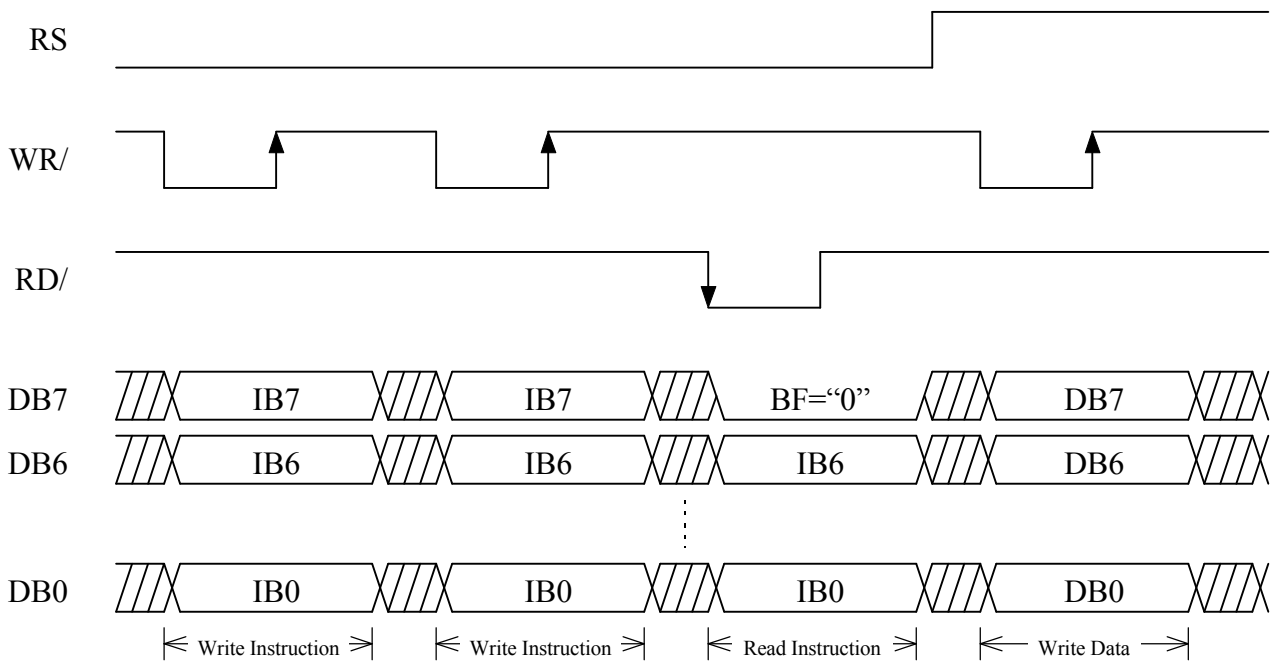 RS
WR/
RD/
DB7 IB7 IB7 BF=“0” DB7
DB6 IB6 IB6 IB6 DB6
DB0 IB0 IB0 IB0 DB0
Write Instruction Write Instruction Read Instruction Write Data